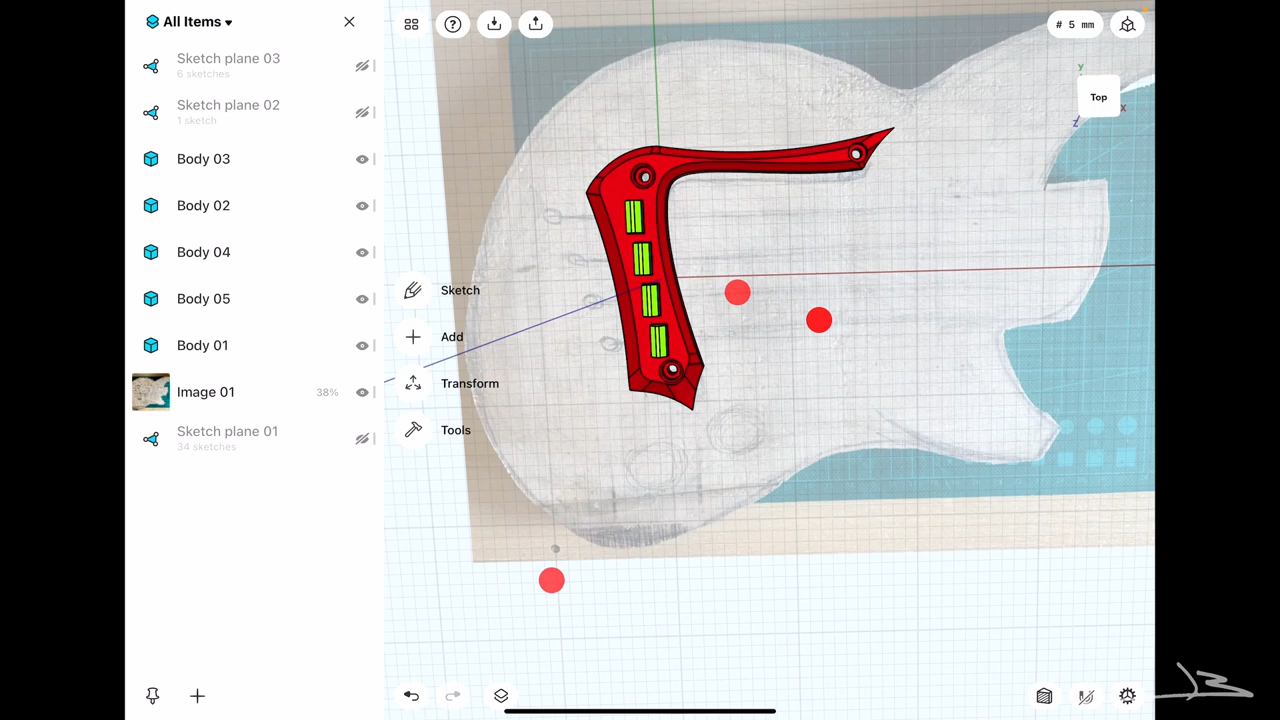 All Items
# 5 mm
Sketch plane 03
6 sketches
Sketch plane 02
1 sketch
Body 03
Body 02
Body 04
Body 05
Body 01
Image 01
38%
Sketch plane 01
34 sketches
Sketch
Add
Transform
Tools
y
Top
x
z